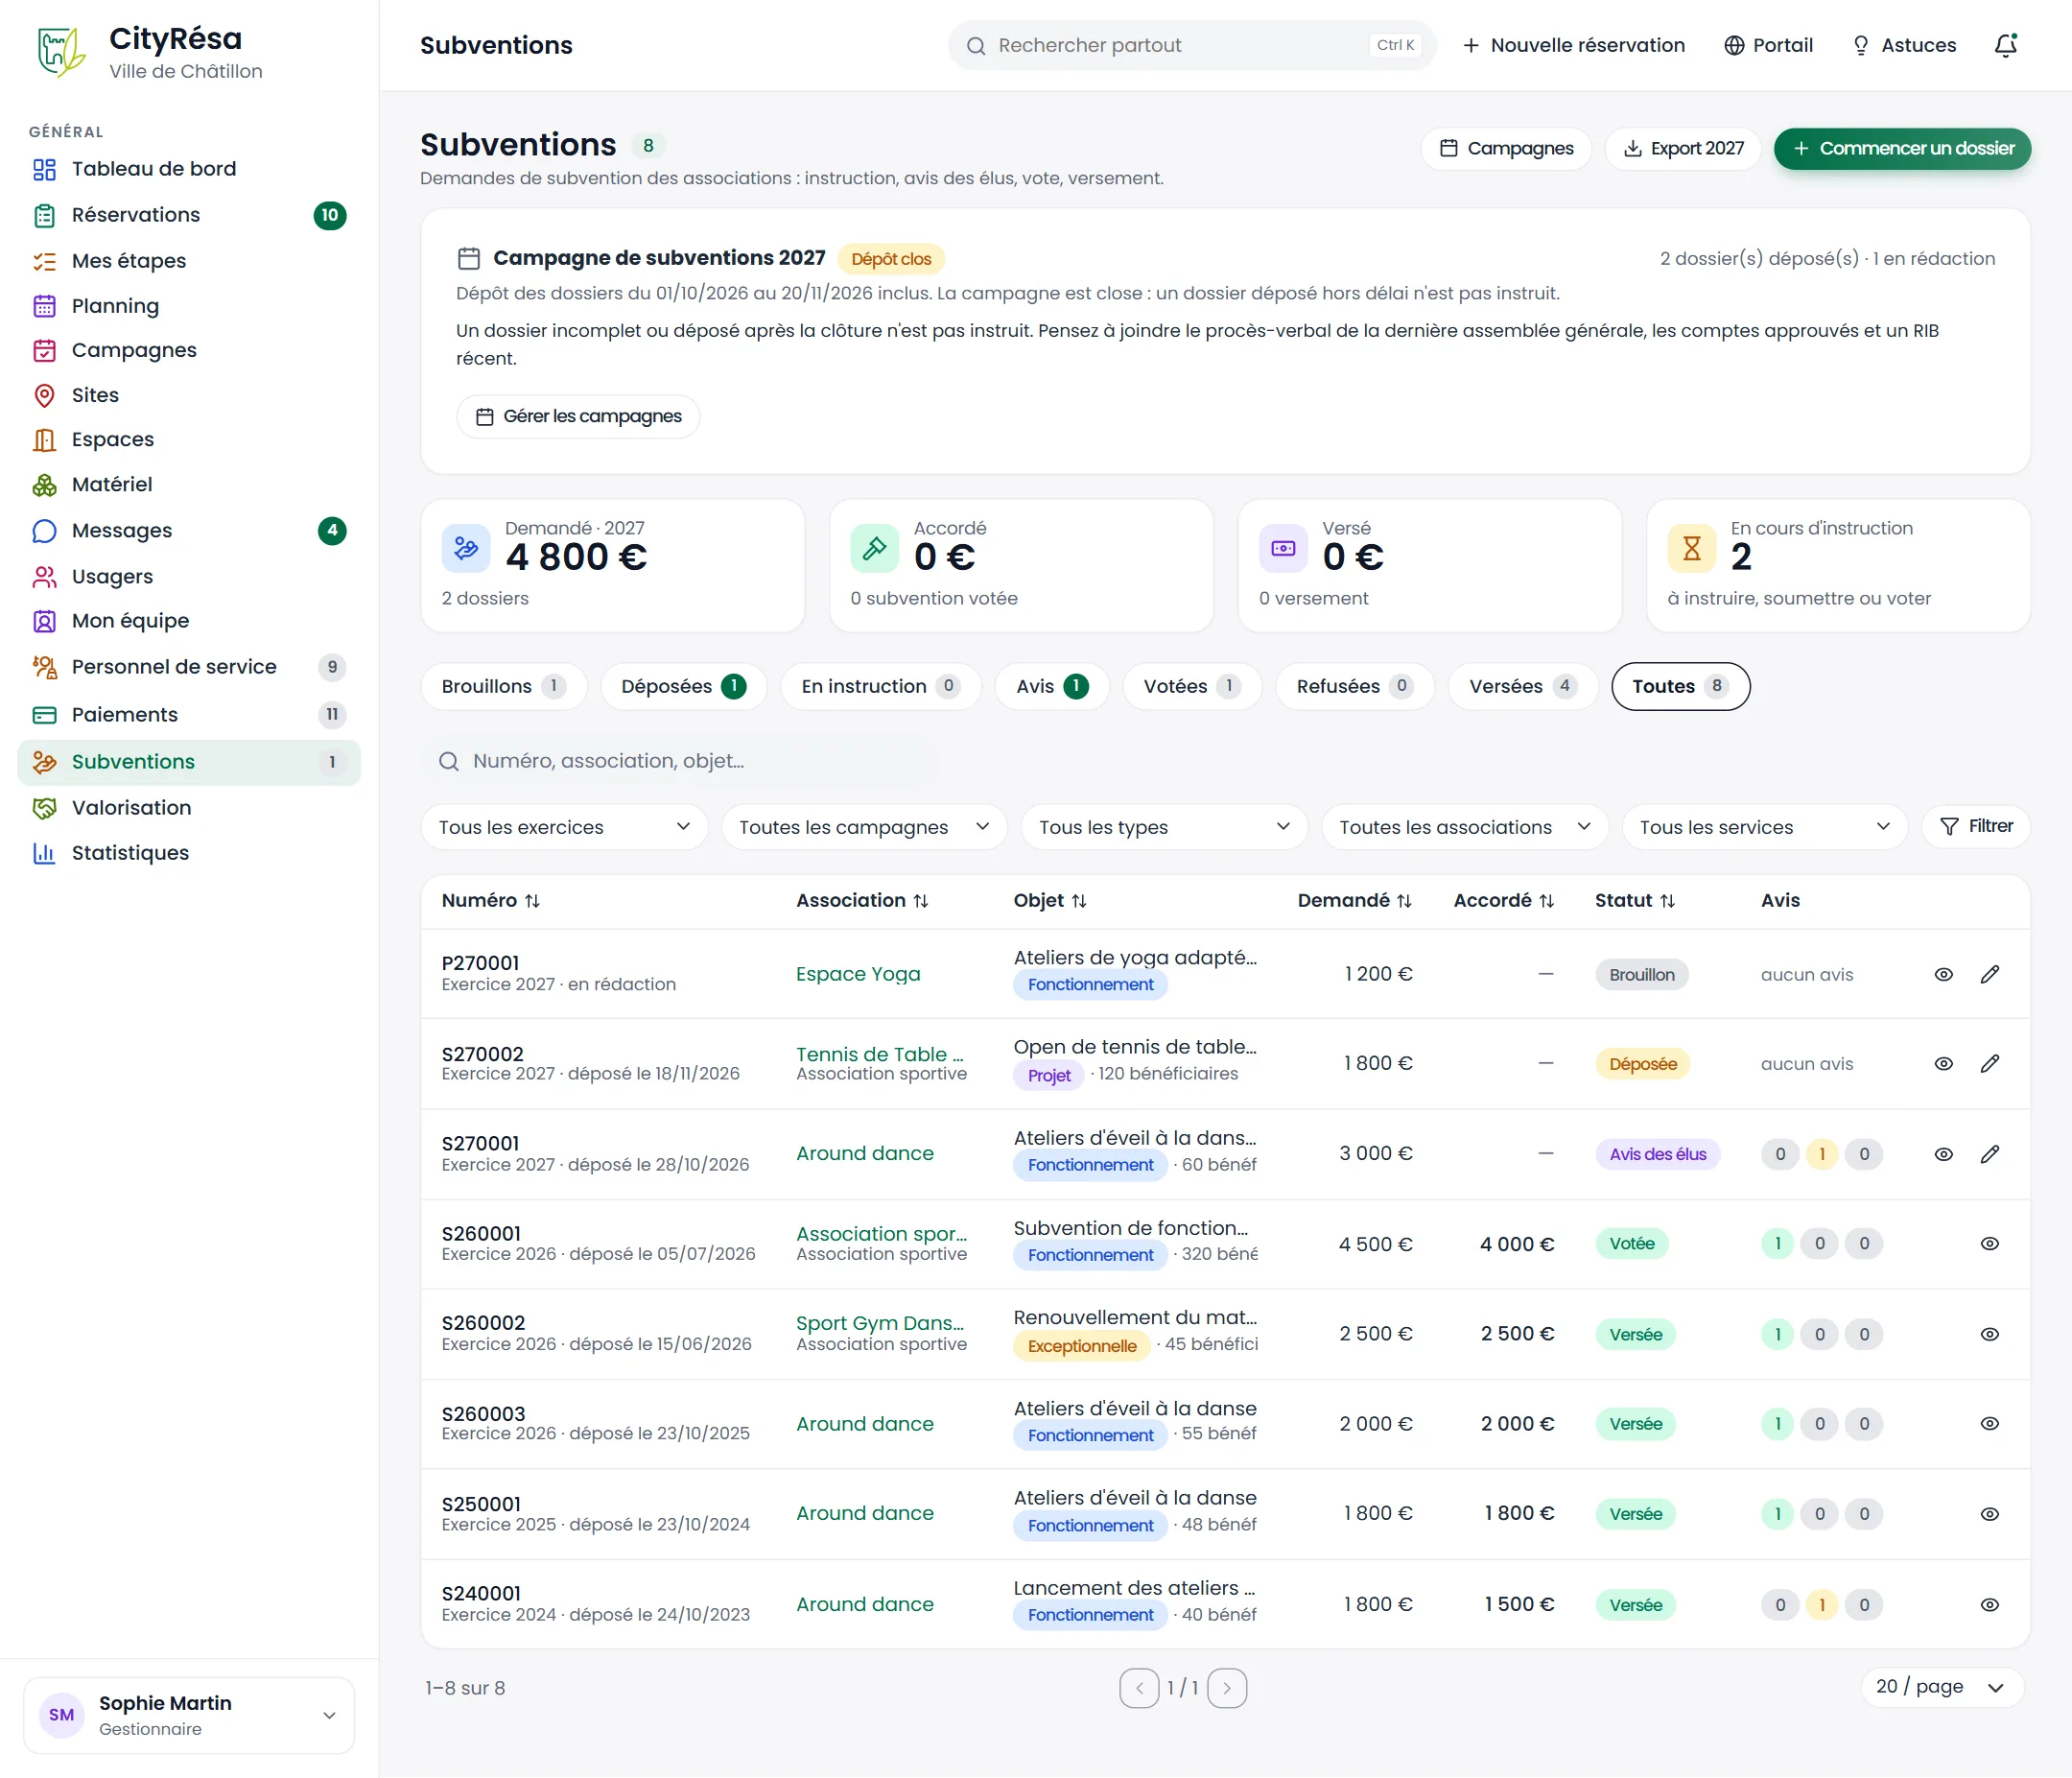 CityRésa
Ville de Châtillon
GÉNÉRAL
Tableau de bord
Réservations 10
Mes étapes
Planning
Campagnes
Sites
Espaces
Matériel
Messages 4
Usagers
Mon équipe
Personnel de service 9
Paiements 11
Subventions 1
Valorisation
Statistiques
SM Sophie Martin
Gestionnaire
Subventions
Rechercher partout Ctrl K
Nouvelle réservation
Portail
Astuces
Subventions 8
Demandes de subvention des associations : instruction, avis des élus, vote, versement.
Campagnes
Export 2027
Commencer un dossier
Campagne de subventions 2027 Dépôt clos
2 dossier(s) déposé(s) · 1 en rédaction
Dépôt des dossiers du 01/10/2026 au 20/11/2026 inclus. La campagne est close : un dossier déposé hors délai n'est pas instruit.
Un dossier incomplet ou déposé après la clôture n'est pas instruit. Pensez à joindre le procès-verbal de la dernière assemblée générale, les comptes approuvés et un RIB
récent.
Gérer les campagnes
Demandé · 2027
4 800 €
2 dossiers
Accordé
0 €
0 subvention votée
Versé
0 €
0 versement
En cours d'instruction
2
à instruire, soumettre ou voter
Brouillons 1
Déposées 1
En instruction 0
Avis 1
Votées 1
Refusées 0
Versées 4
Toutes 8
Numéro, association, objet...
Tous les exercices
Toutes les campagnes
Tous les types
Toutes les associations
Tous les services
Filtrer
Numéro Association Objet Demandé Accordé Statut Avis
P270001
Exercice 2027 · en rédaction
Espace Yoga
Ateliers de yoga adapté...
Fonctionnement
1 200 € — Brouillon aucun avis
S270002
Exercice 2027 · déposé le 18/11/2026
Tennis de Table ...
Association sportive
Open de tennis de table...
Projet · 120 bénéficiaires
1 800 € — Déposée aucun avis
S270001
Exercice 2027 · déposé le 28/10/2026
Around dance
Ateliers d'éveil à la dans...
Fonctionnement · 60 bénéf
3 000 € — Avis des élus 0 1 0
S260001
Exercice 2026 · déposé le 05/07/2026
Association spor...
Association sportive
Subvention de fonction...
Fonctionnement · 320 béné
4 500 € 4 000 € Votée 1 0 0
S260002
Exercice 2026 · déposé le 15/06/2026
Sport Gym Dans...
Association sportive
Renouvellement du mat...
Exceptionnelle · 45 bénéfici
2 500 € 2 500 € Versée 1 0 0
S260003
Exercice 2026 · déposé le 23/10/2025
Around dance
Ateliers d'éveil à la danse
Fonctionnement · 55 bénéf
2 000 € 2 000 € Versée 1 0 0
S250001
Exercice 2025 · déposé le 23/10/2024
Around dance
Ateliers d'éveil à la danse
Fonctionnement · 48 bénéf
1 800 € 1 800 € Versée 1 0 0
S240001
Exercice 2024 · déposé le 24/10/2023
Around dance
Lancement des ateliers ...
Fonctionnement · 40 bénéf
1 800 € 1 500 € Versée 0 1 0
1–8 sur 8
1 / 1
20 / page